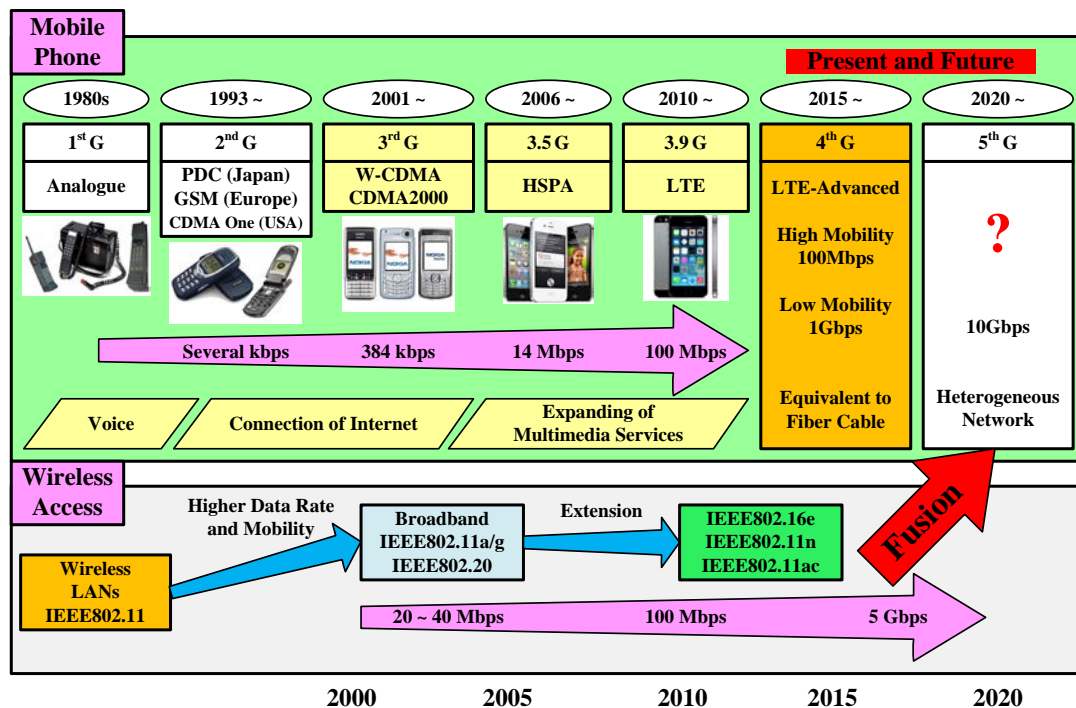 Mobile
Phone
Present and Future
1980s
1993 ~
2001 ~
2006 ~
2010 ~
2015 ~
2020 ~
1st G
2nd G
3rd G
3.5 G
3.9 G
4th G
5th G
Analogue
PDC (Japan)
GSM (Europe)
CDMA One (USA)
W-CDMA
CDMA2000
HSPA
LTE
LTE-Advanced
High Mobility
100Mbps
Low Mobility
1Gbps
Equivalent to
Fiber Cable
?
10Gbps
Heterogeneous
Network
NOKIA
NOKIA
NOKIA
Several kbps
384 kbps
14 Mbps
100 Mbps
Voice
Connection of Internet
Expanding of
Multimedia Services
Wireless
Access
Higher Data Rate
and Mobility
Extension
Fusion
Wireless
LANs
IEEE802.11
Broadband
IEEE802.11a/g
IEEE802.20
IEEE802.16e
IEEE802.11n
IEEE802.11ac
20 ~ 40 Mbps
100 Mbps
5 Gbps
2000
2005
2010
2015
2020